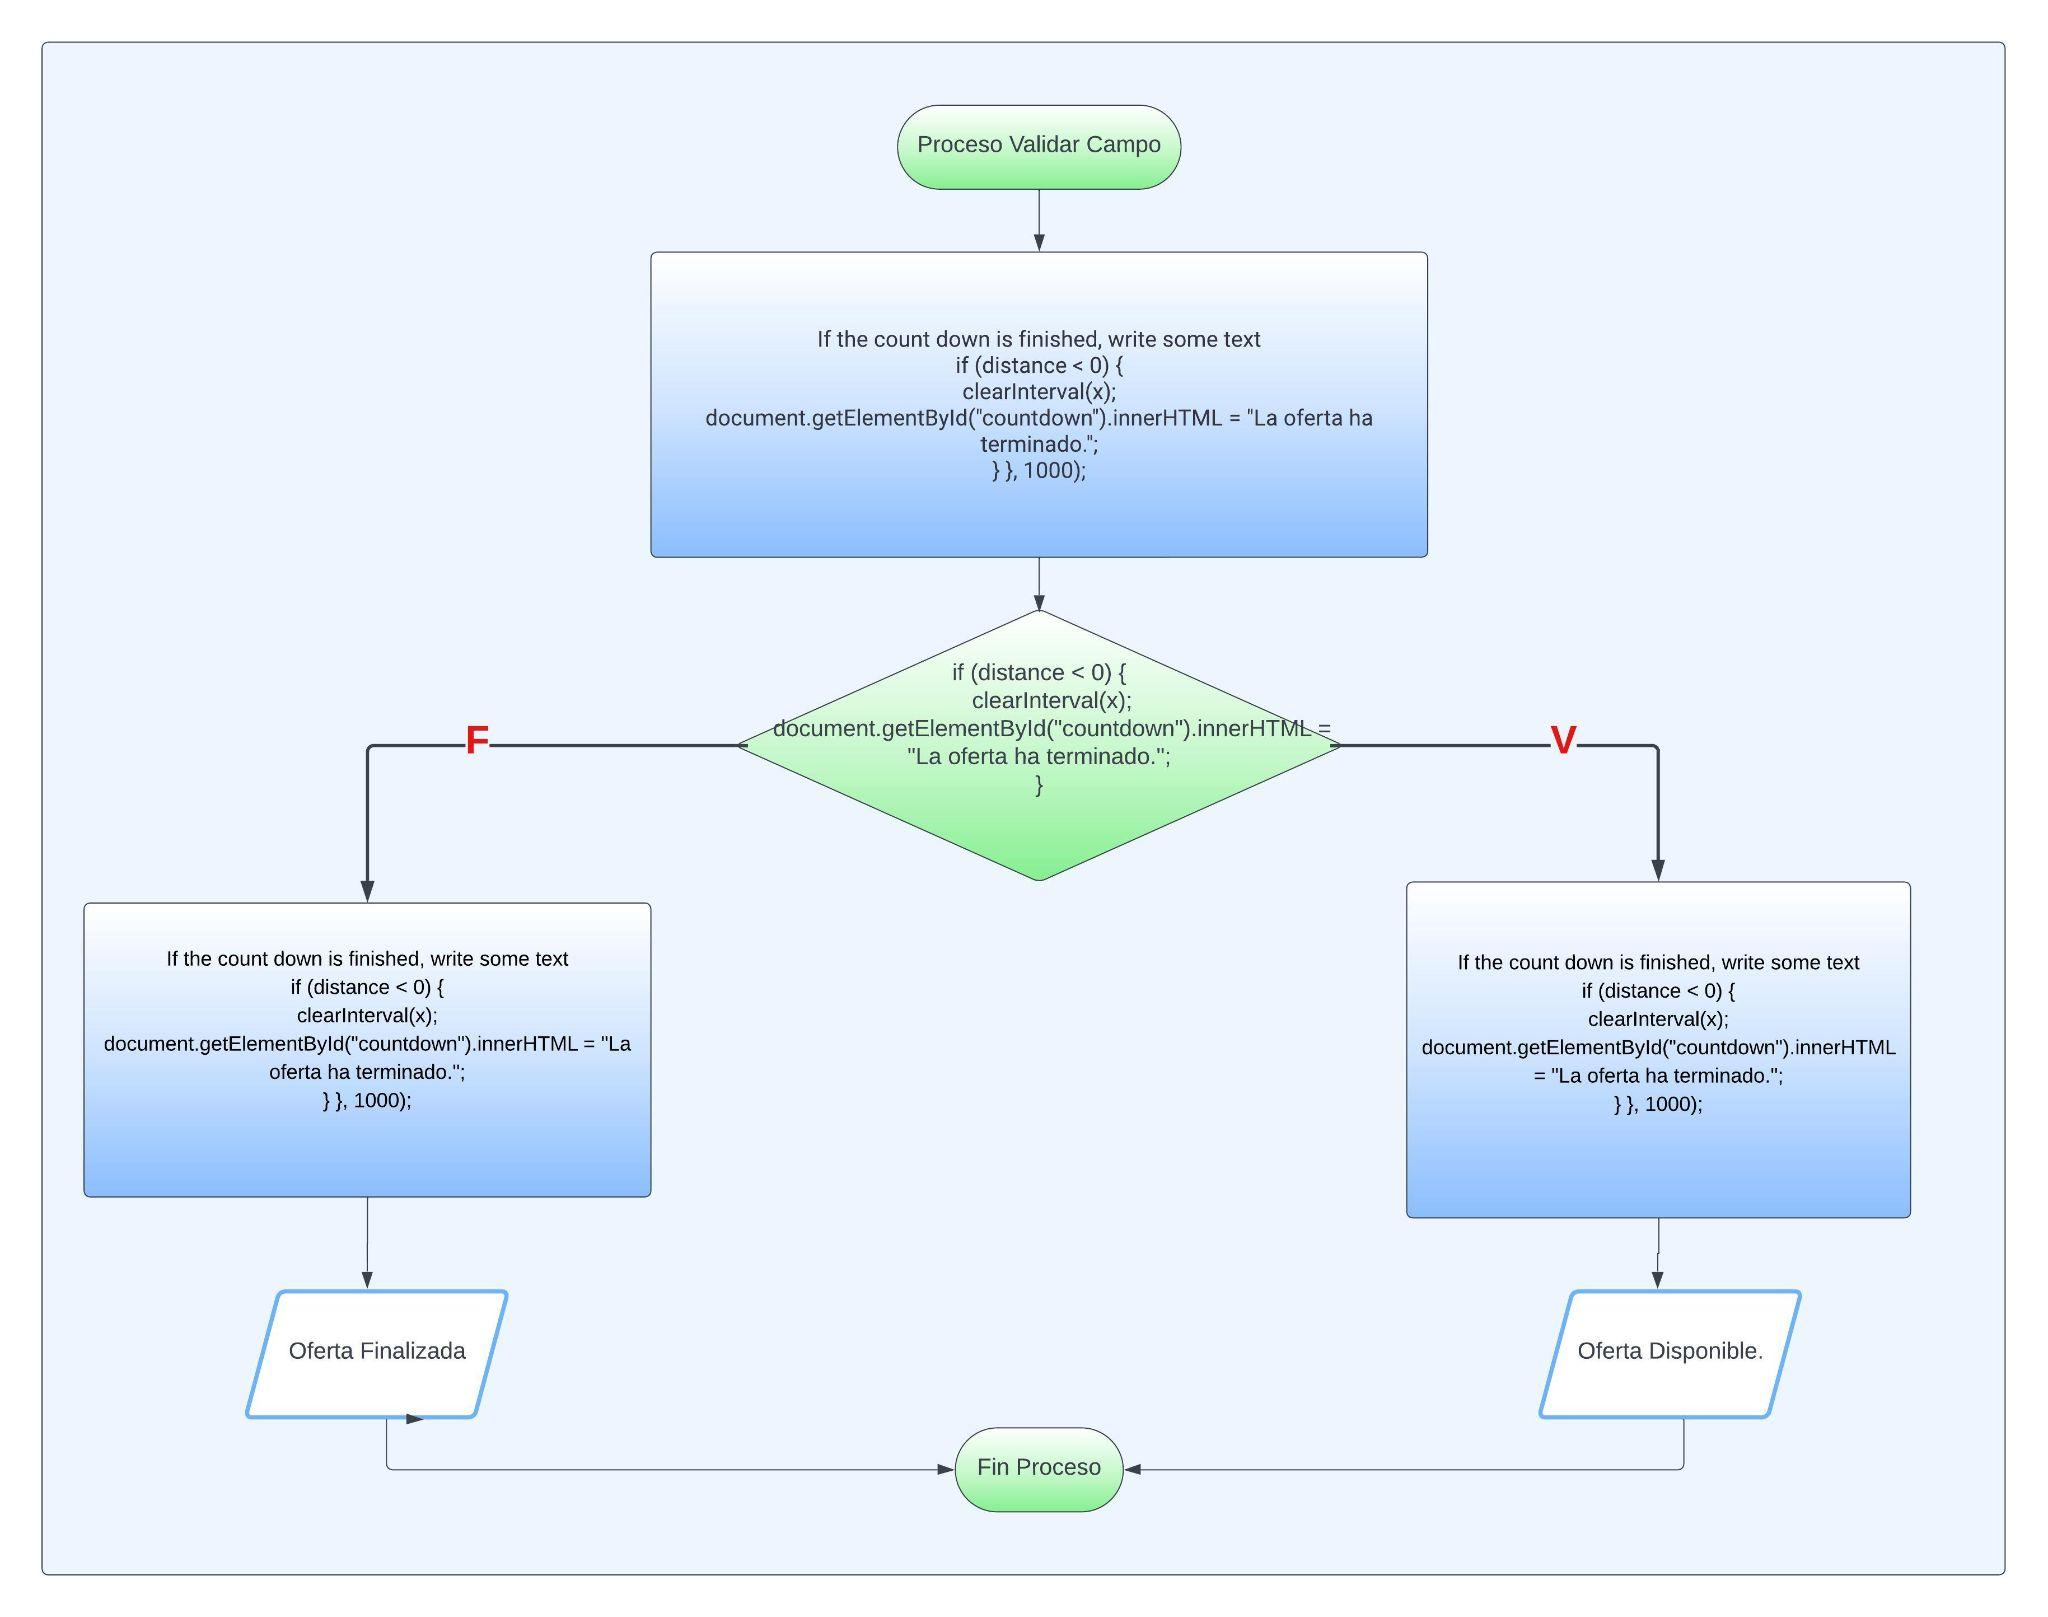 Proceso Validar Campo
If the count down is finished, write some text
if (distance < 0) {
clearInterval(x);
document.getElementById("countdown").innerHTML = "La oferta ha
terminado.";
} }, 1000);
if (distance < 0) {
clearInterval(x);
document.getElementById("countdown").innerHTML =
"La oferta ha terminado.";
}
F
V
If the count down is finished, write some text
if (distance < 0) {
clearInterval(x);
document.getElementById("countdown").innerHTML = "La
oferta ha terminado.";
} }, 1000);
If the count down is finished, write some text
if (distance < 0) {
clearInterval(x);
document.getElementById("countdown").innerHTML
= "La oferta ha terminado.";
} }, 1000);
Oferta Finalizada
Oferta Disponible.
Fin Proceso